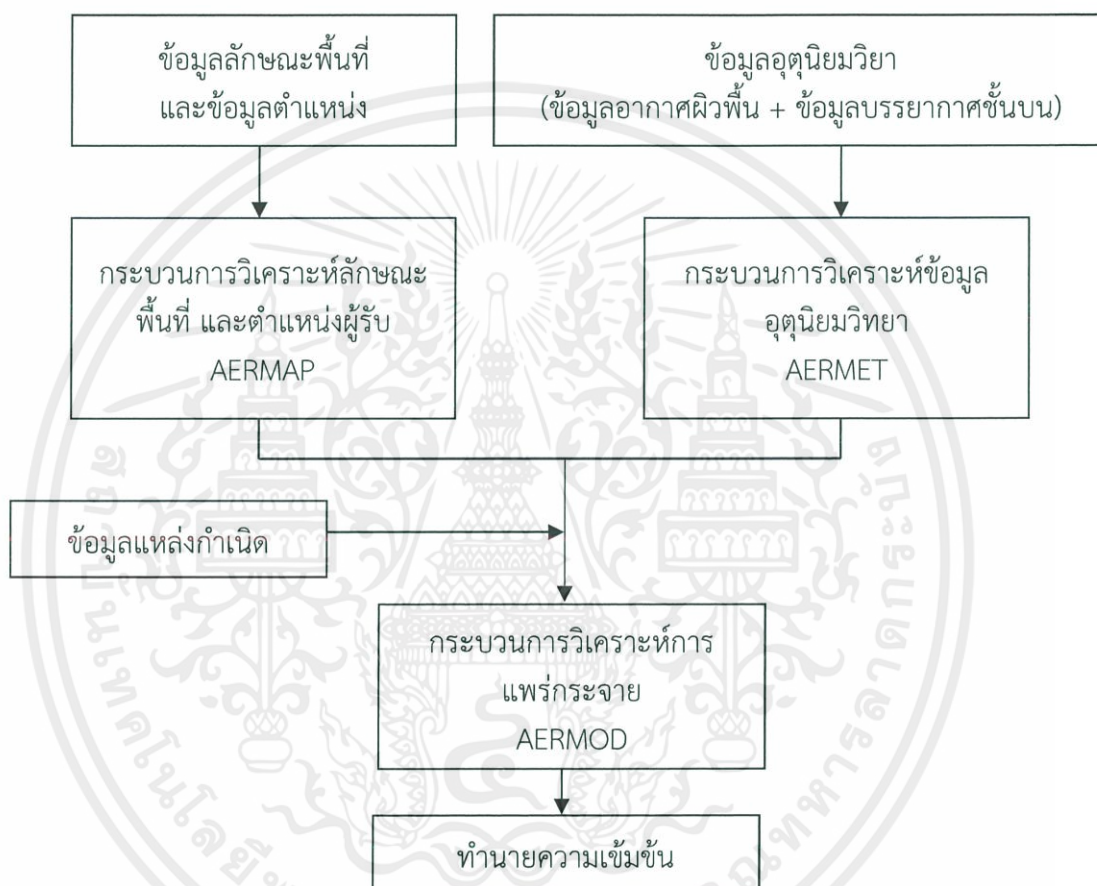 ข้อมูลลักษณะพื้นที่
และข้อมูลตำแหน่ง
ข้อมูลอุตุนิยมวิยา
(ข้อมูลอากาศผิวพื้น + ข้อมูลบรรยากาศชั้นบน)
กระบวนการวิเคราะห์ลักษณะ
พื้นที่ และตำแหน่งผู้รับ
AERMAP
กระบวนการวิเคราะห์ข้อมูล
อุตุนิยมวิทยา
AERMET
ข้อมูลแหล่งกำเนิด
กระบวนการวิเคราะห์การ
แพร่กระจาย
AERMOD
ทำนายความเข้มข้น